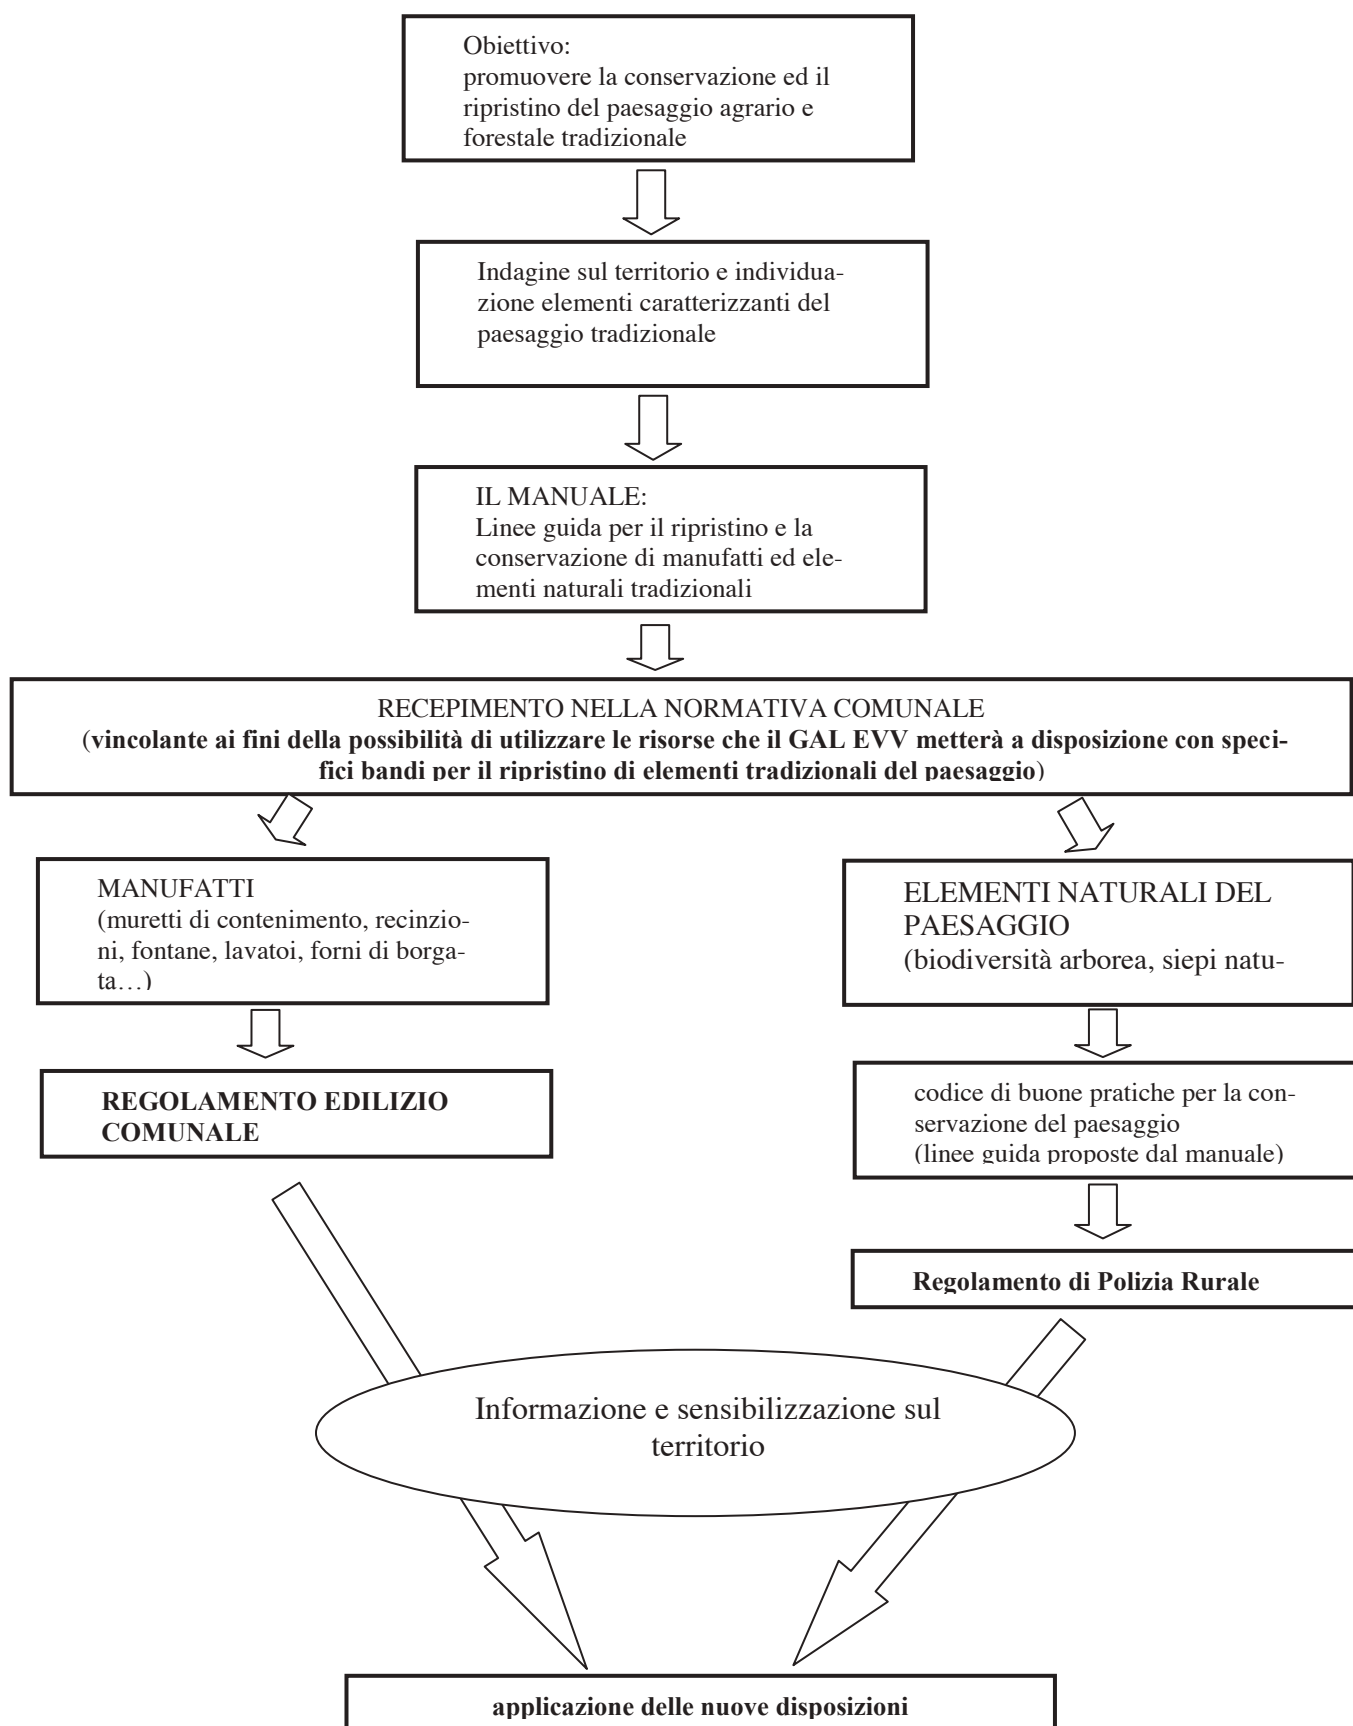 Obiettivo:
promuovere la conservazione ed il
ripristino del paesaggio agrario e
forestale tradizionale
Indagine sul territorio e individua-
zione elementi caratterizzanti del
paesaggio tradizionale
IL MANUALE:
Linee guida per il ripristino e la
conservazione di manufatti ed ele-
menti naturali tradizionali
RECEPIMENTO NELLA NORMATIVA COMUNALE
(vincolante ai fini della possibilità di utilizzare le risorse che il GAL EVV metterà a disposizione con speci-
fici bandi per il ripristino di elementi tradizionali del paesaggio)
MANUFATTI
(muretti di contenimento, recinzio-
ni, fontane, lavatoi, forni di borga-
ta…)
REGOLAMENTO EDILIZIO
COMUNALE
ELEMENTI NATURALI DEL
PAESAGGIO
(biodiversità arborea, siepi natu-
codice di buone pratiche per la con-
servazione del paesaggio
(linee guida proposte dal manuale)
Regolamento di Polizia Rurale
Informazione e sensibilizzazione sul
territorio
applicazione delle nuove disposizioni